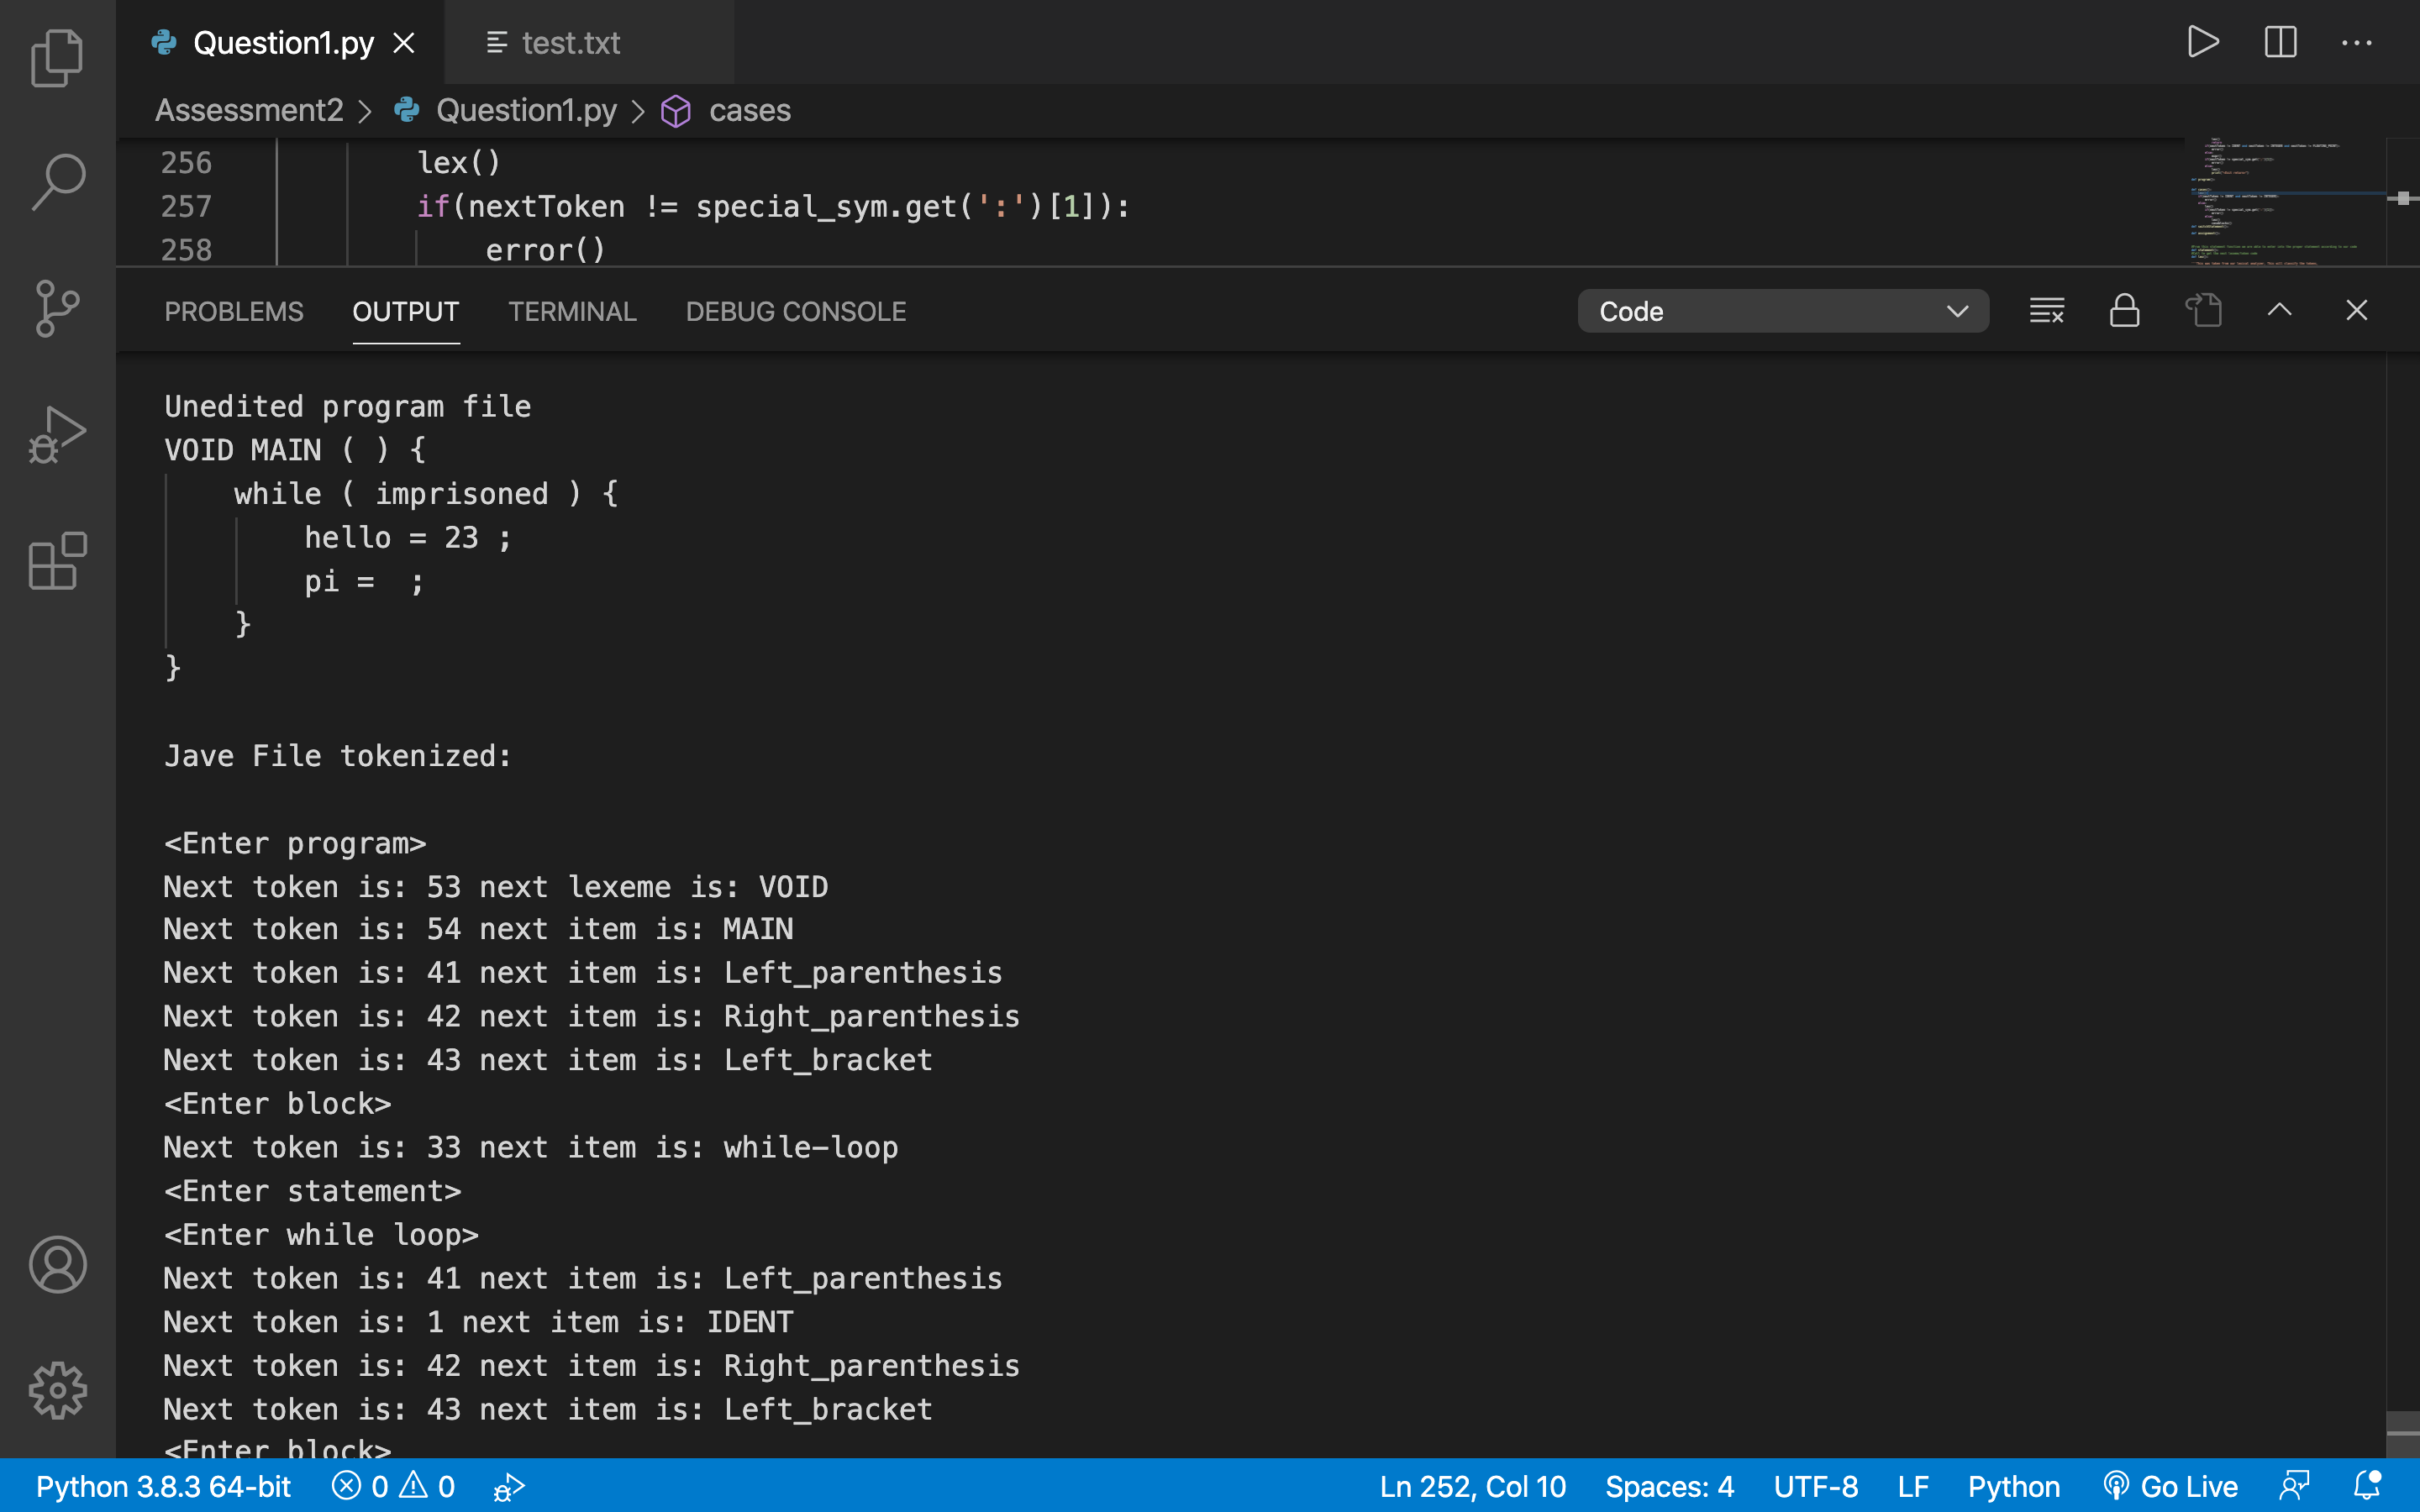 Question1.py
test.txt
Assessment2 > Question1.py > cases
256 lex()
257 if(nextToken != special_sym.get(':')[1]):
258 error()
PROBLEMS OUTPUT TERMINAL DEBUG CONSOLE Code
Unedited program file
VOID MAIN ( ) {
while ( imprisoned ) {
hello = 23 ;
pi =  ;
}
}
Jave File tokenized:
<Enter program>
Next token is: 53 next lexeme is: VOID
Next token is: 54 next item is: MAIN
Next token is: 41 next item is: Left_parenthesis
Next token is: 42 next item is: Right_parenthesis
Next token is: 43 next item is: Left_bracket
<Enter block>
Next token is: 33 next item is: while-loop
<Enter statement>
<Enter while loop>
Next token is: 41 next item is: Left_parenthesis
Next token is: 1 next item is: IDENT
Next token is: 42 next item is: Right_parenthesis
Next token is: 43 next item is: Left_bracket
<Enter block>
Python 3.8.3 64-bit 0 0 Ln 252, Col 10 Spaces: 4 UTF-8 LF Python Go Live